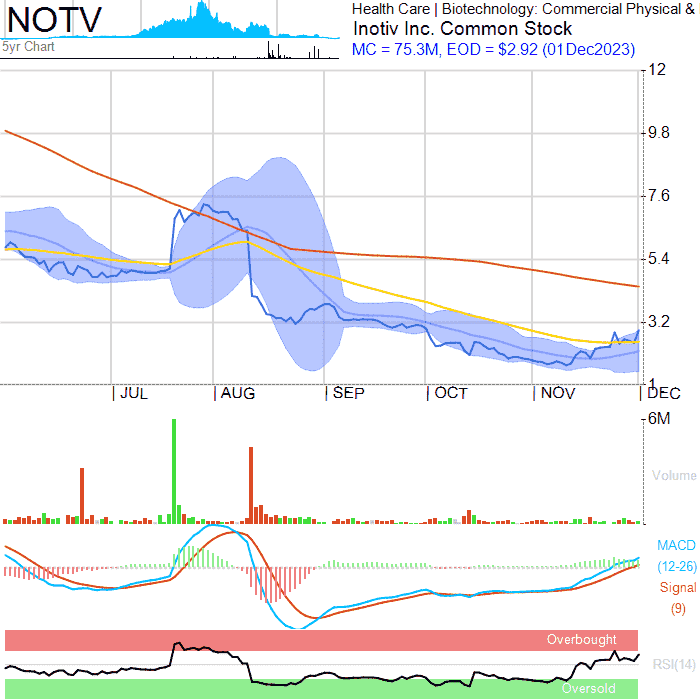 NOTV
5yr Chart
Health Care | Biotechnology: Commercial Physical &
Inotiv Inc. Common Stock
MC = 75.3M, EOD = $2.92 (01Dec2023)
12
9.8
7.6
5.4
3.2
1
JUL AUG SEP OCT NOV DEC
6M
Volume
MACD
(12-26)
Signal
(9)
Overbought
RSI(14)
Oversold